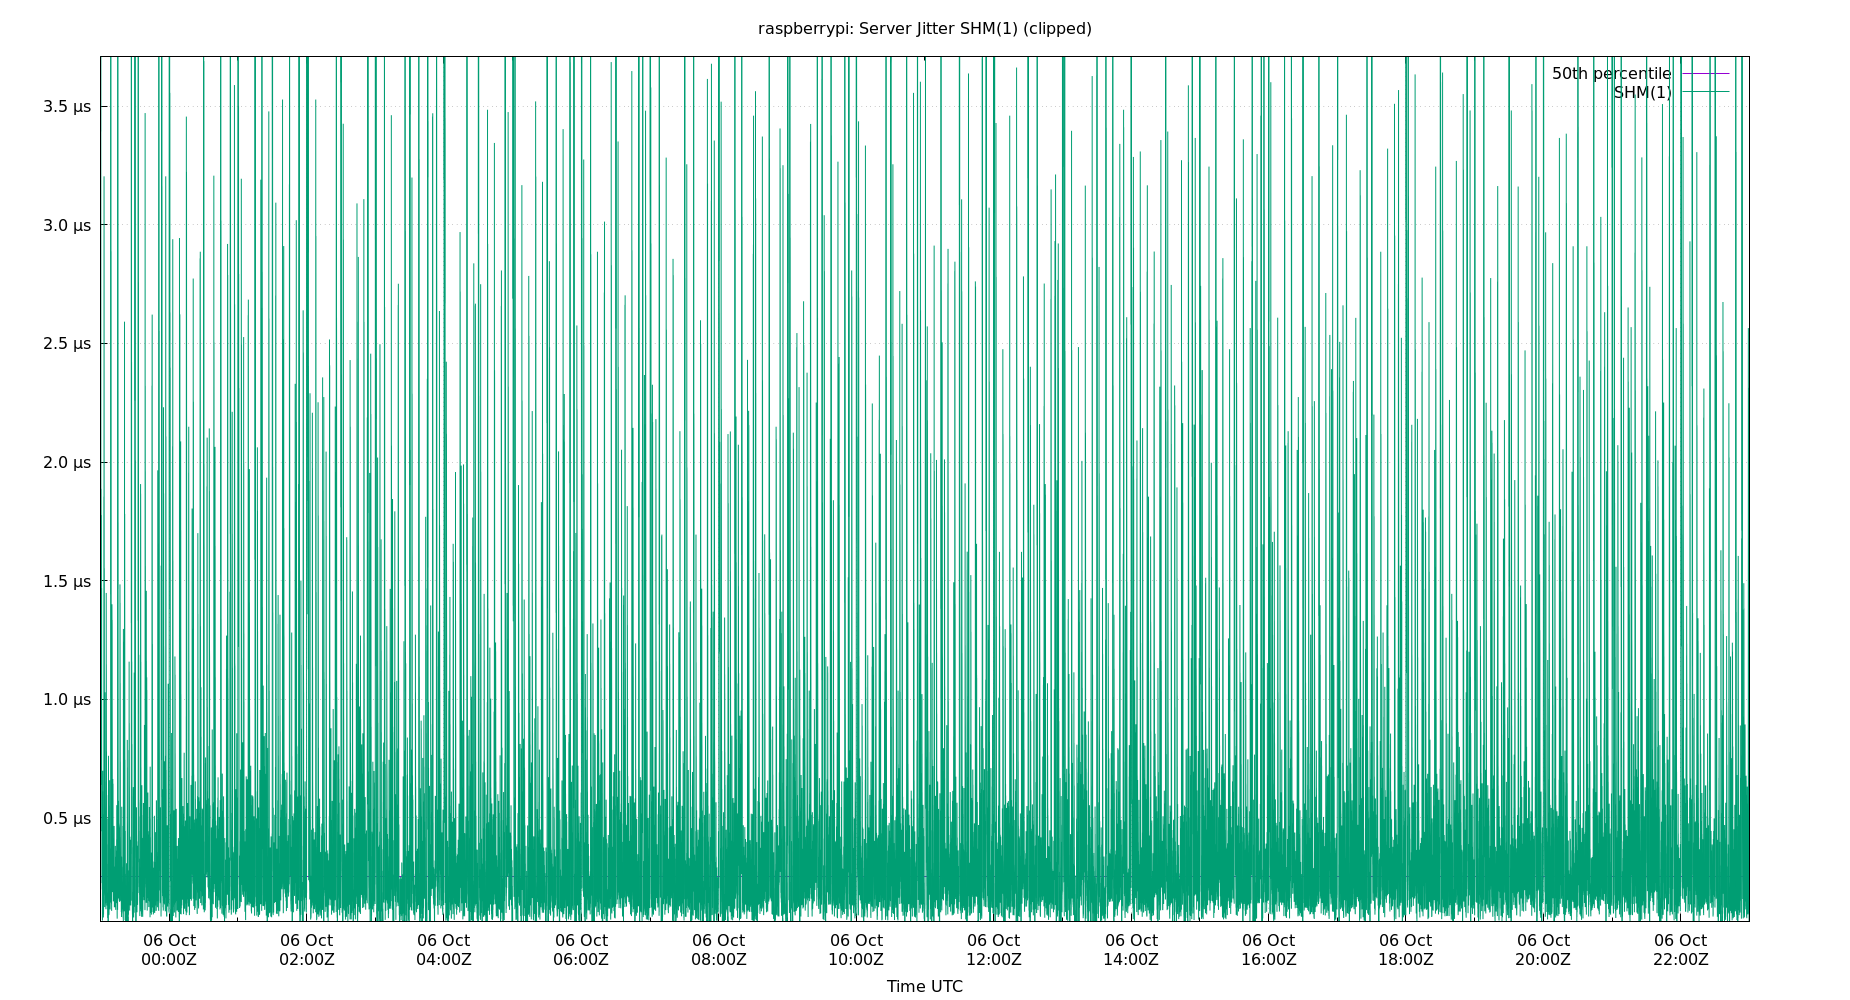 raspberrypi: Server Jitter SHM(1) (clipped)
50th percentile
SHM(1)
3.5 µs
3.0 µs
2.5 µs
2.0 µs
1.5 µs
1.0 µs
0.5 µs
06 Oct 06 Oct 06 Oct 06 Oct 06 Oct 06 Oct 06 Oct 06 Oct 06 Oct 06 Oct 06 Oct 06 Oct
00:00Z 02:00Z 04:00Z 06:00Z 08:00Z 10:00Z 12:00Z 14:00Z 16:00Z 18:00Z 20:00Z 22:00Z
Time UTC